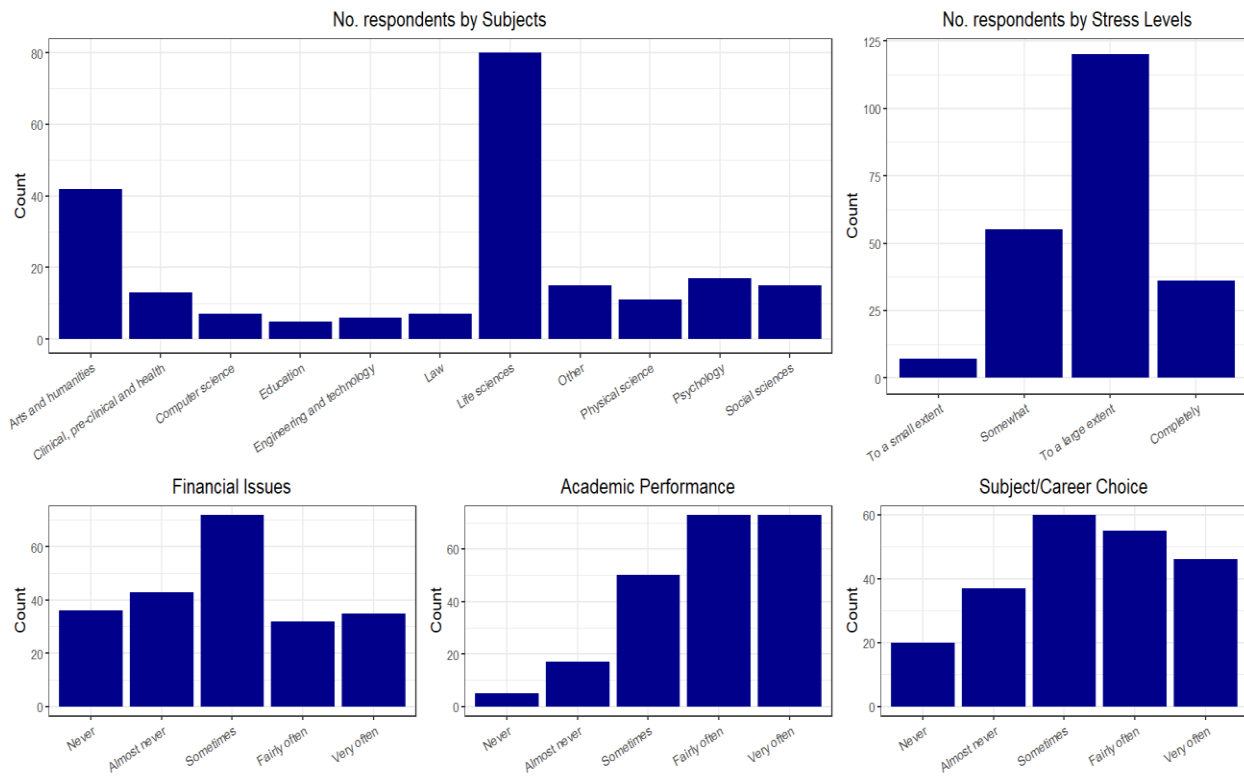 No. respondents by Subjects
Count
80
60
40
20
0
Arts and humanities
Clinical, pre-clinical and health
Computer science
Education
Engineering and technology
Law
Life sciences
Other
Physical science
Psychology
Social sciences
No. respondents by Stress Levels
Count
125
100
75
50
25
0
To a small extent
Somewhat
To a large extent
Completely
Financial Issues
Count
60
40
20
0
Never
Almost never
Sometimes
Fairly often
Very often
Academic Performance
Count
60
40
20
0
Never
Almost never
Sometimes
Fairly often
Very often
Subject/Career Choice
Count
60
40
20
0
Never
Almost never
Sometimes
Fairly often
Very often